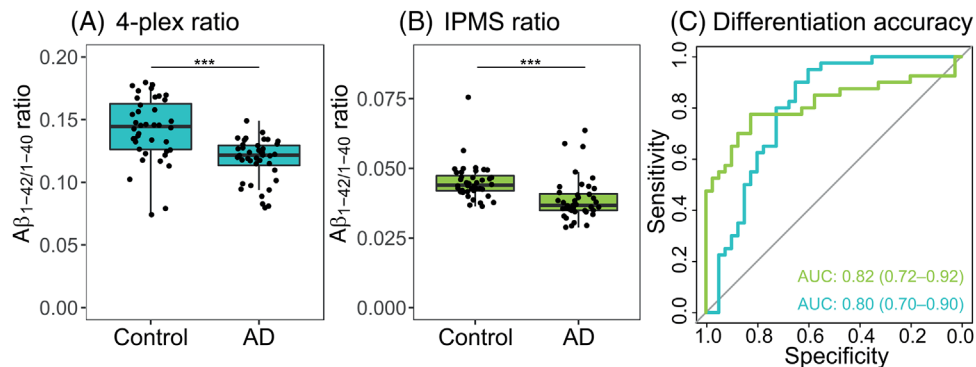 (A) 4-plex ratio
Aβ1−42/1−40 ratio
0.20
0.15
0.10
0.05
0.00
***
Control
AD
(B) IPMS ratio
Aβ1−42/1−40 ratio
0.075
0.050
0.025
0.000
***
Control
AD
(C) Differentiation accuracy
Sensitivity
1.0
0.8
0.6
0.4
0.2
0.0
AUC: 0.82 (0.72–0.92)
AUC: 0.80 (0.70–0.90)
1.0 0.8 0.6 0.4 0.2 0.0
Specificity